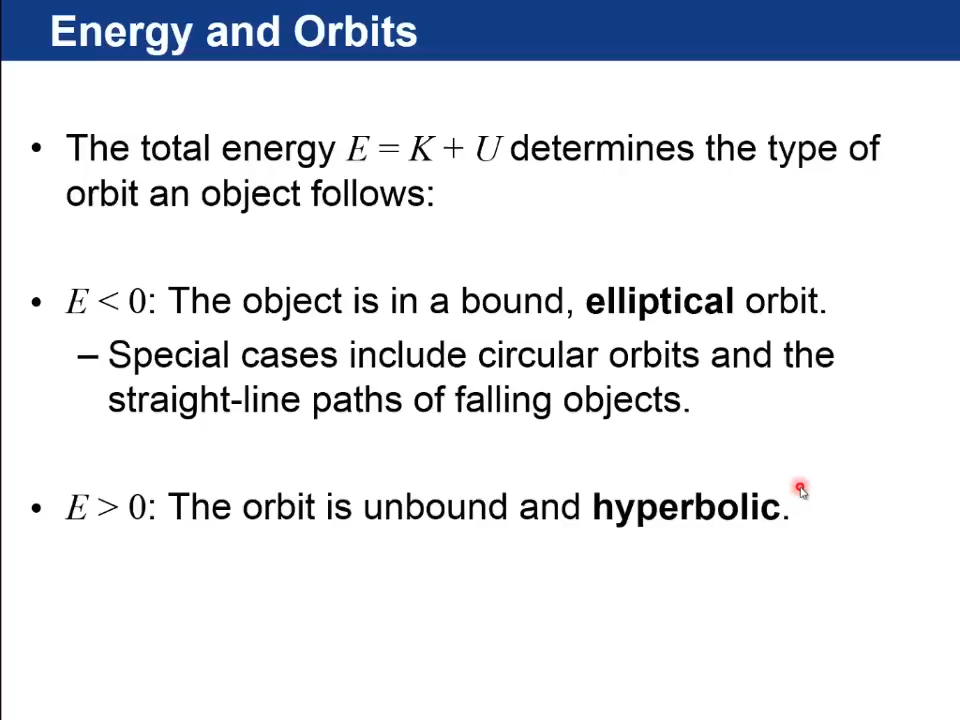 Energy and Orbits
• The total energy E = K + U determines the type of
orbit an object follows:
• E < 0: The object is in a bound, elliptical orbit.
– Special cases include circular orbits and the
straight-line paths of falling objects.
• E > 0: The orbit is unbound and hyperbolic.